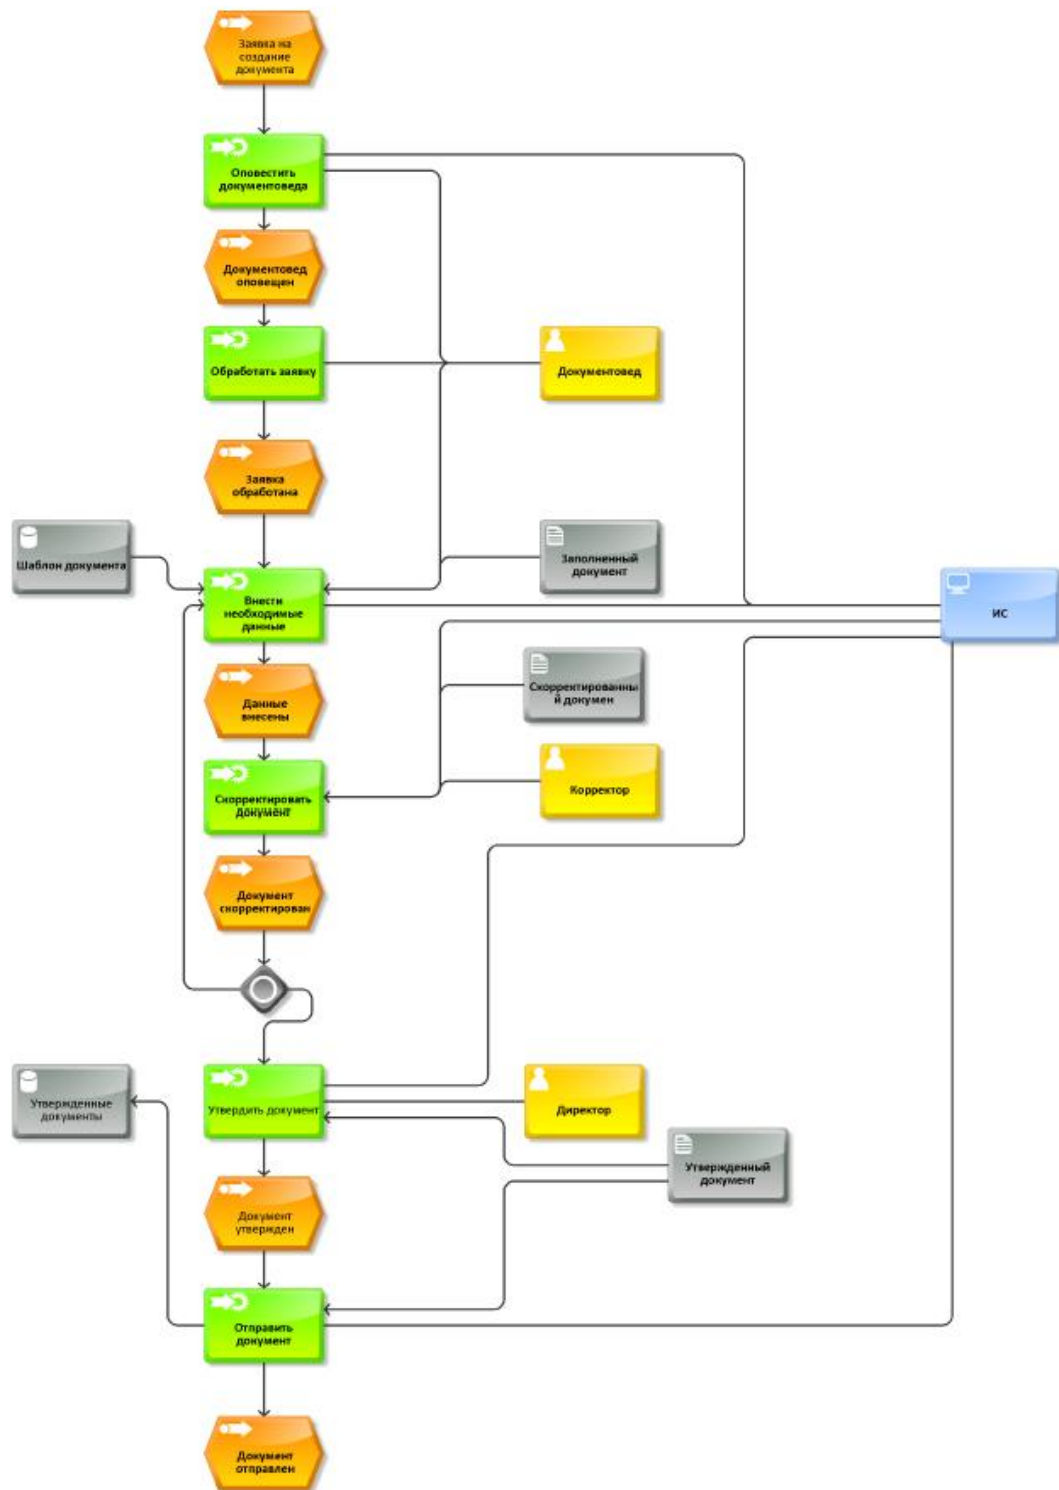 Заявка на
создание
документа
Оповестить
документоведа
Документовед
оповещен
Обработать заявку
Документовед
Заявка
обработана
Шаблон документа
Заполненный
документ
Внести
необходимые
данные
ИС
Скорректированны
й докумен
Данные
внесены
Скорректировать
документ
Корректор
Документ
скорректирован
Утвержденные
документы
Утвердить документ
Директор
Утвержденный
документ
Документ
утвержден
Отправить
документ
Документ
отправлен